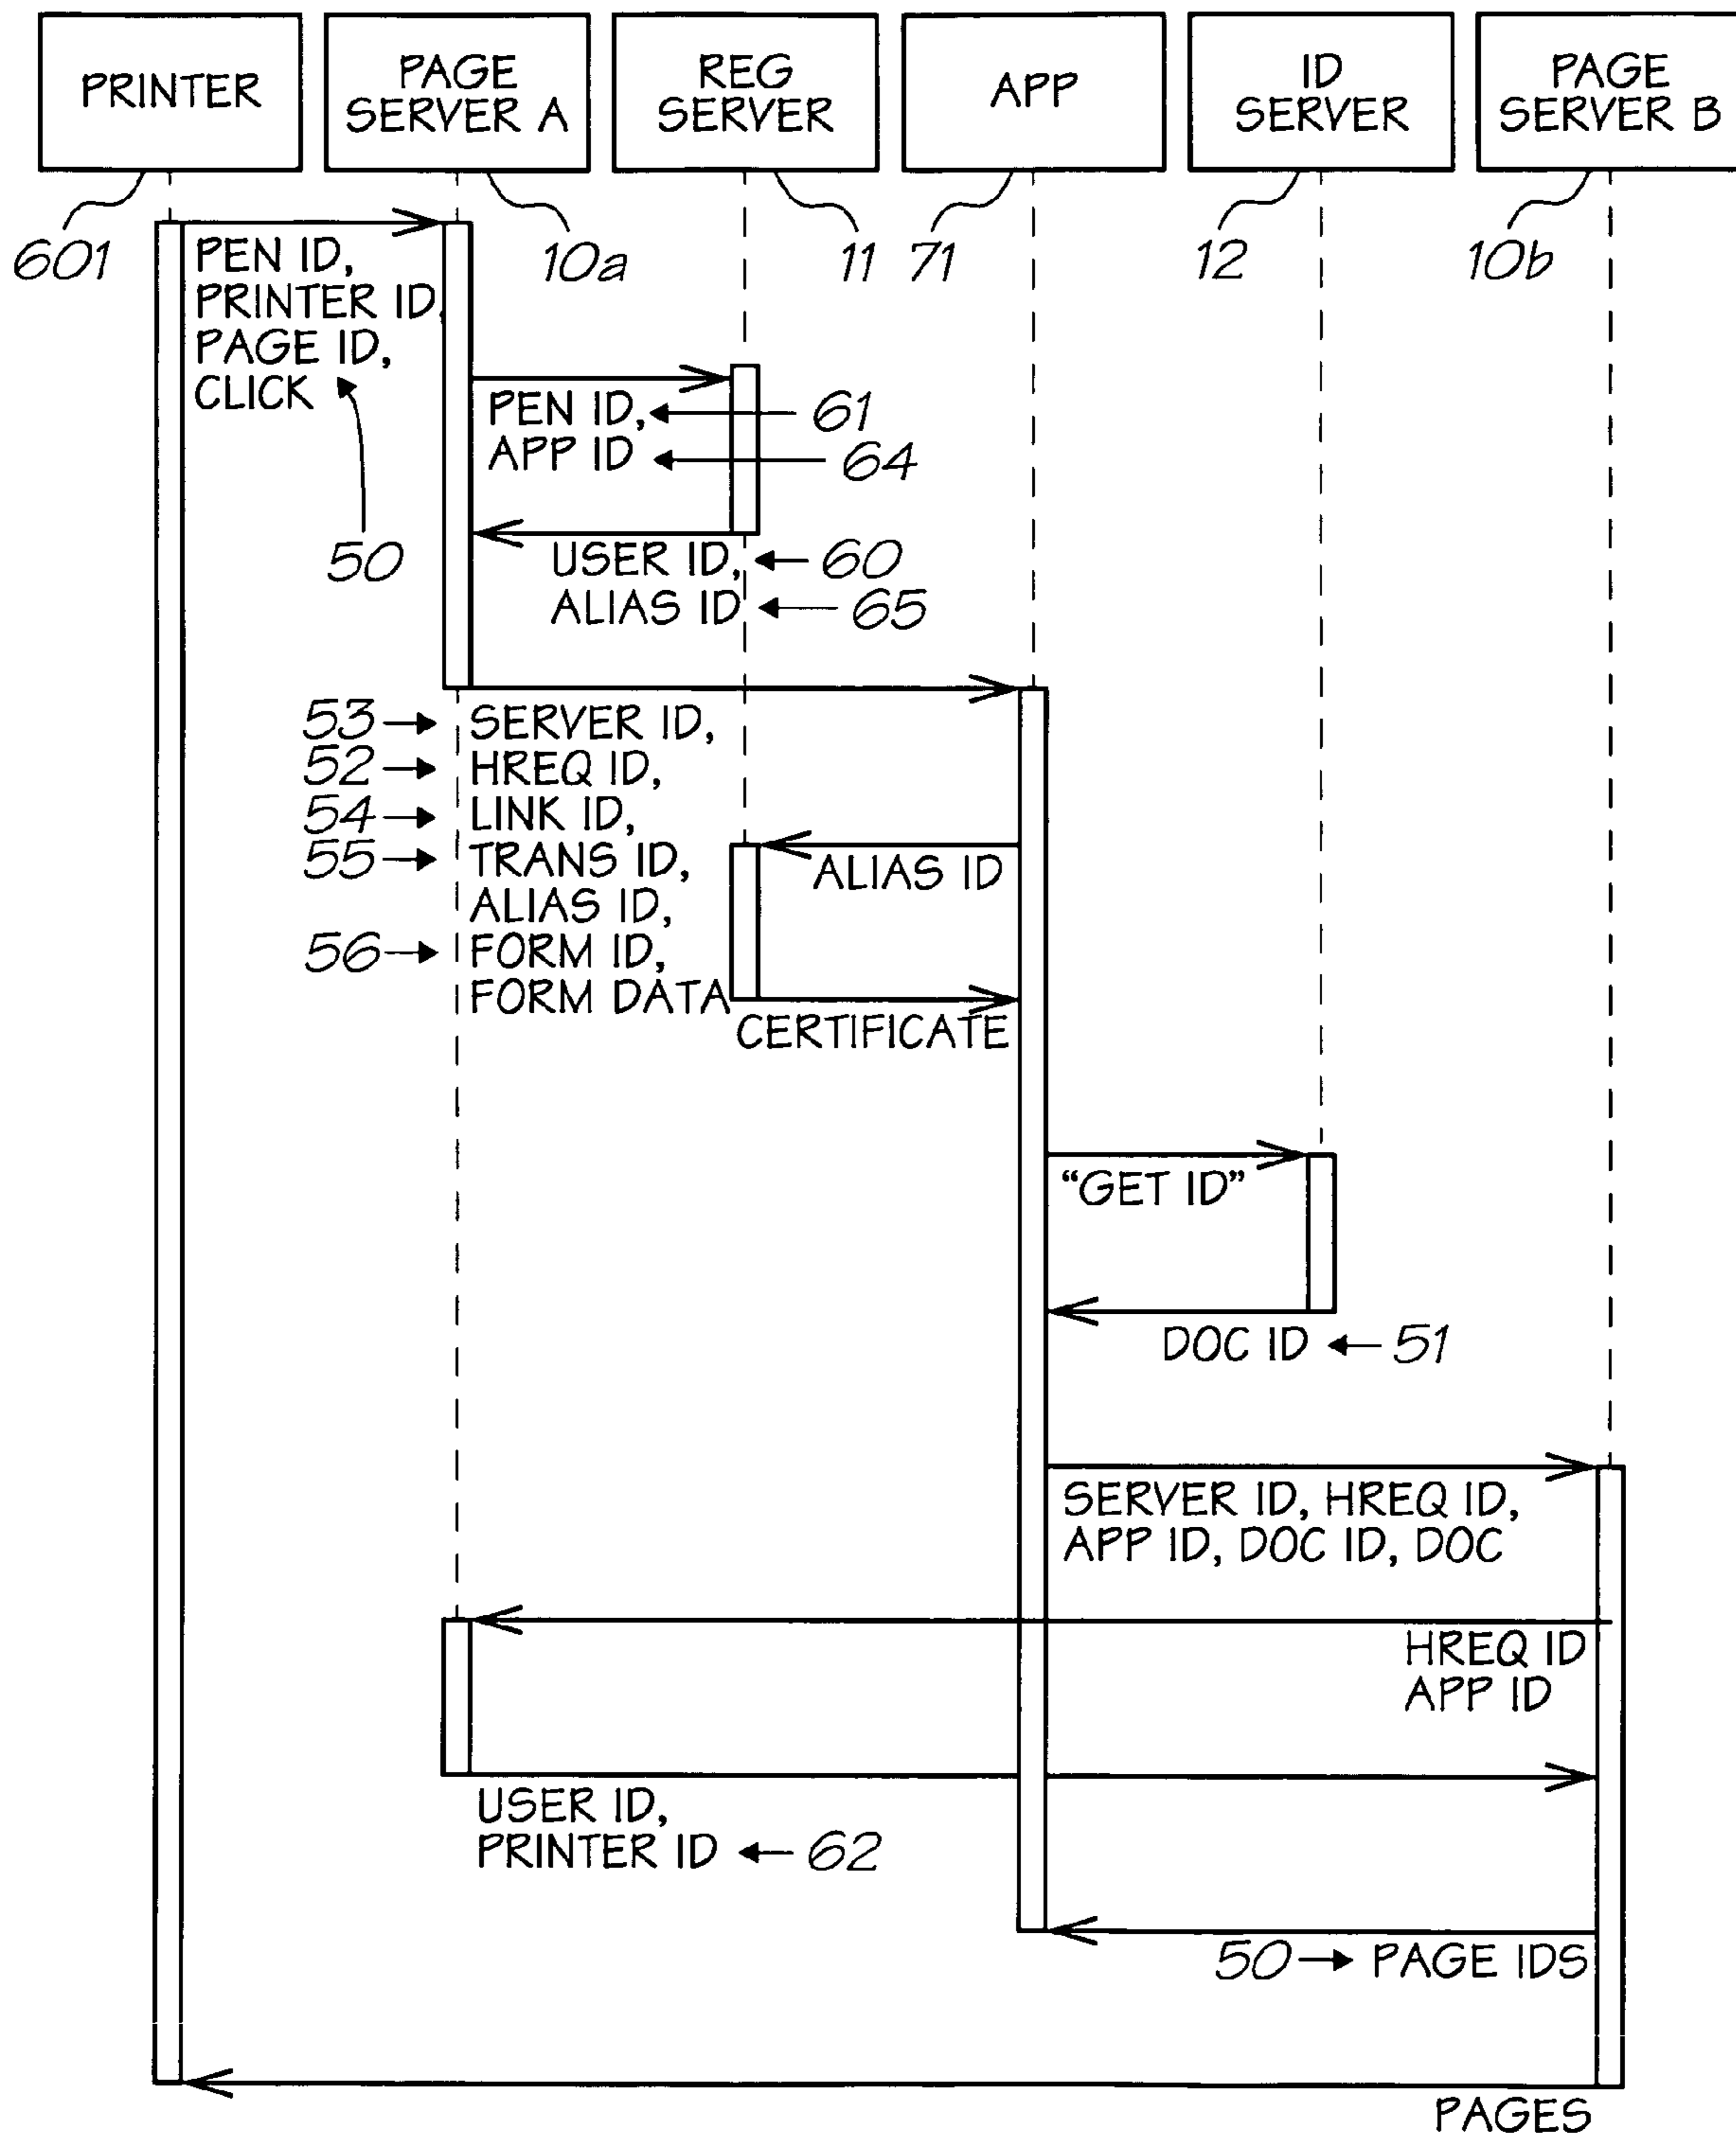 PRINTER
PAGE
SERVER A
REG
SERVER
APP
ID
SERVER
PAGE
SERVER B
601
10a
11
71
12
10b
PEN ID,
PRINTER ID,
PAGE ID,
CLICK
50
PEN ID,
61
APP ID
64
USER ID,
60
ALIAS ID
65
53
SERVER ID,
52
HREQ ID,
54
LINK ID,
55
TRANS ID,
ALIAS ID,
56
FORM ID,
FORM DATA
ALIAS ID
CERTIFICATE
“GET ID”
DOC ID
51
SERVER ID, HREQ ID,
APP ID, DOC ID, DOC
HREQ ID
APP ID
USER ID,
PRINTER ID
62
50
PAGE IDS
PAGES